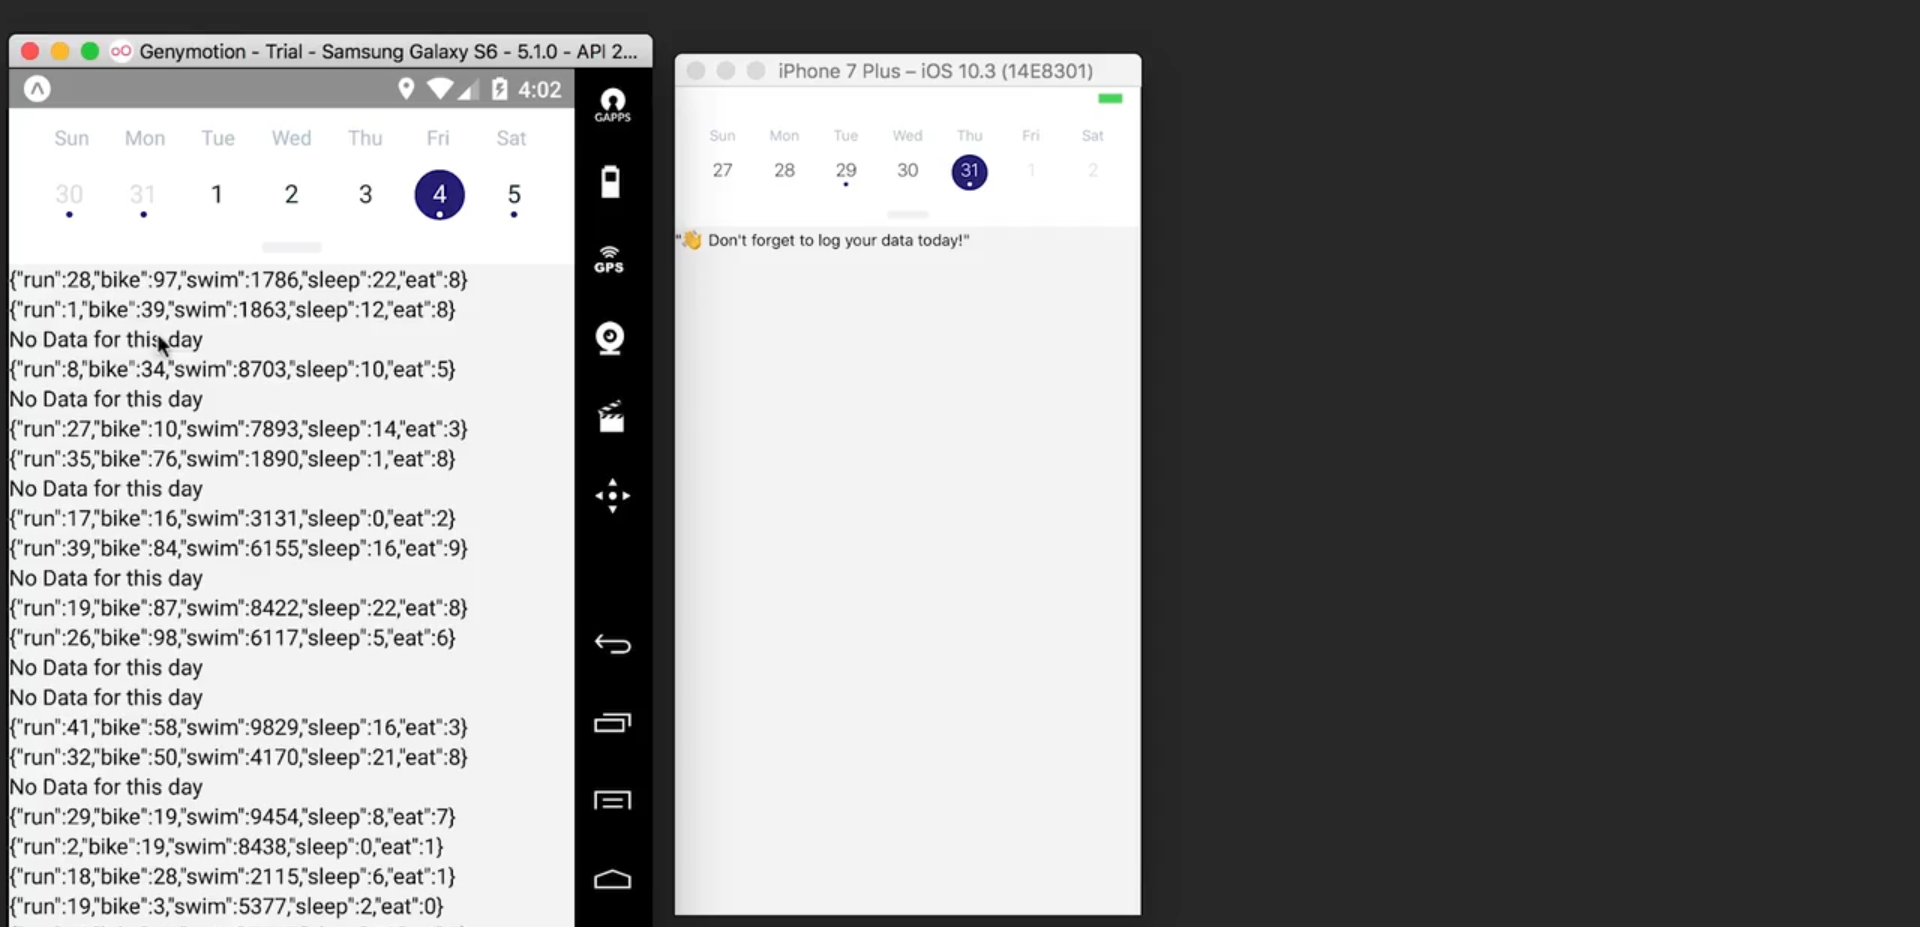 Genymotion - Trial - Samsung Galaxy S6 - 5.1.0 - API 2...
4:02
Sun Mon Tue Wed Thu Fri Sat
30 31 1 2 3 4 5
{"run":28,"bike":97,"swim":1786,"sleep":22,"eat":8}
{"run":1,"bike":39,"swim":1863,"sleep":12,"eat":8}
No Data for this day
{"run":8,"bike":34,"swim":8703,"sleep":10,"eat":5}
No Data for this day
{"run":27,"bike":10,"swim":7893,"sleep":14,"eat":3}
{"run":35,"bike":76,"swim":1890,"sleep":1,"eat":8}
No Data for this day
{"run":17,"bike":16,"swim":3131,"sleep":0,"eat":2}
{"run":39,"bike":84,"swim":6155,"sleep":16,"eat":9}
No Data for this day
{"run":19,"bike":87,"swim":8422,"sleep":22,"eat":8}
{"run":26,"bike":98,"swim":6117,"sleep":5,"eat":6}
No Data for this day
No Data for this day
{"run":41,"bike":58,"swim":9829,"sleep":16,"eat":3}
{"run":32,"bike":50,"swim":4170,"sleep":21,"eat":8}
No Data for this day
{"run":29,"bike":19,"swim":9454,"sleep":8,"eat":7}
{"run":2,"bike":19,"swim":8438,"sleep":0,"eat":1}
{"run":18,"bike":28,"swim":2115,"sleep":6,"eat":1}
{"run":19,"bike":3,"swim":5377,"sleep":2,"eat":0}
GAPPS
GPS
iPhone 7 Plus – iOS 10.3 (14E8301)
Sun Mon Tue Wed Thu Fri Sat
27 28 29 30 31 1 2
"👋 Don't forget to log your data today!"